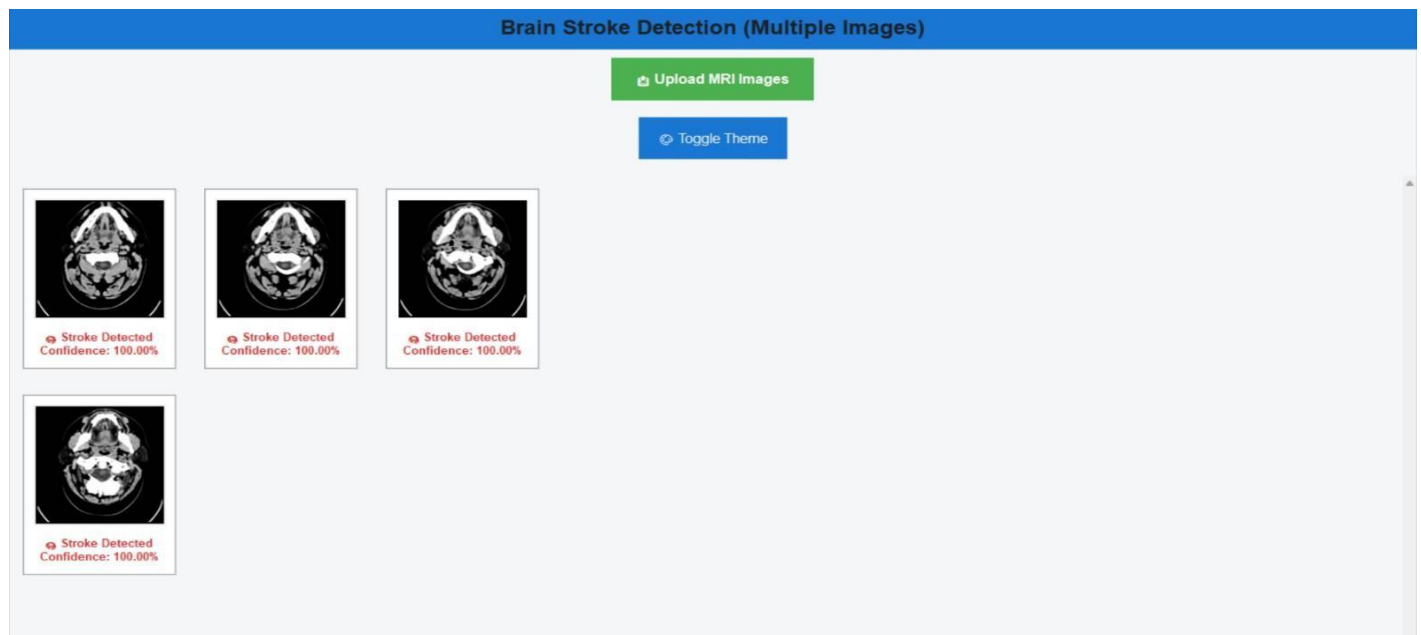 Brain Stroke Detection (Multiple Images)
Upload MRI Images
Toggle Theme
Stroke Detected
Confidence: 100.00%
Stroke Detected
Confidence: 100.00%
Stroke Detected
Confidence: 100.00%
Stroke Detected
Confidence: 100.00%